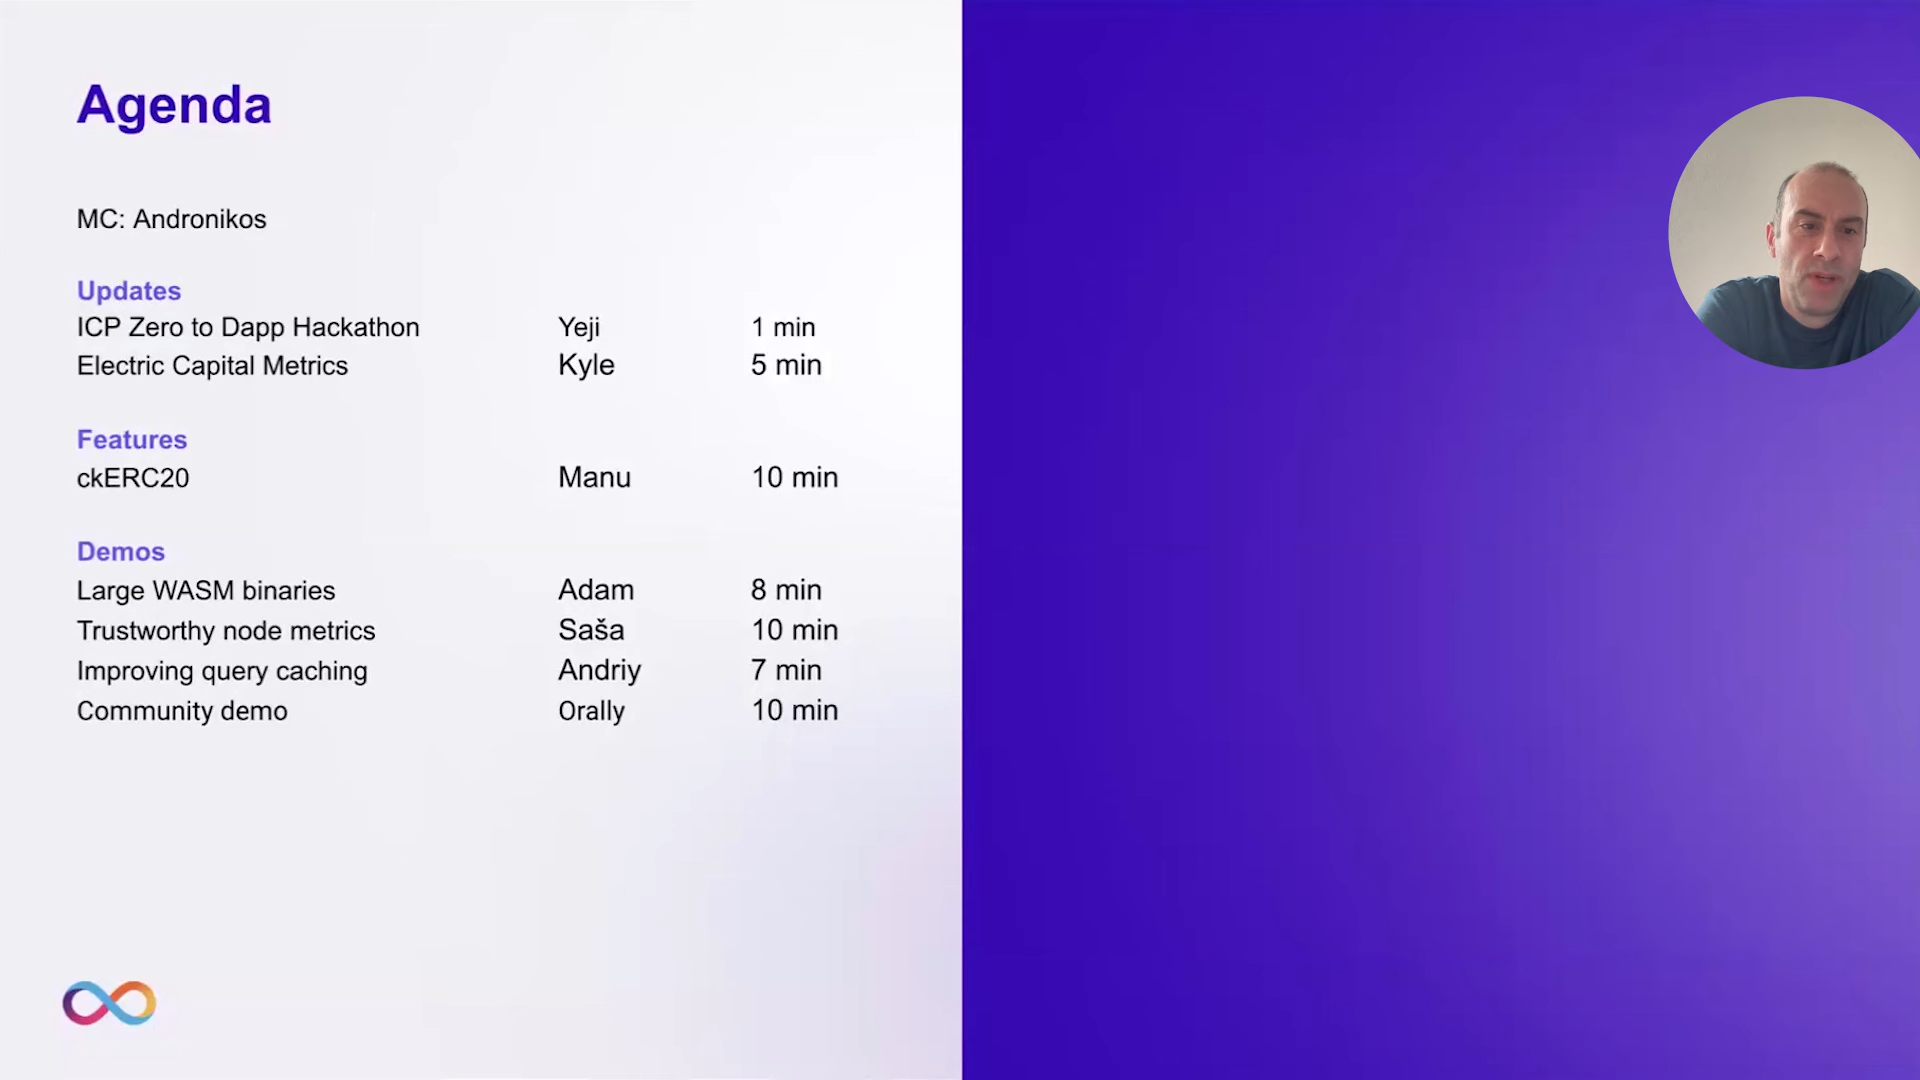 Agenda
MC: Andronikos
Updates
ICP Zero to Dapp Hackathon Yeji 1 min
Electric Capital Metrics Kyle 5 min
Features
ckERC20 Manu 10 min
Demos
Large WASM binaries Adam 8 min
Trustworthy node metrics Saša 10 min
Improving query caching Andriy 7 min
Community demo Orally 10 min